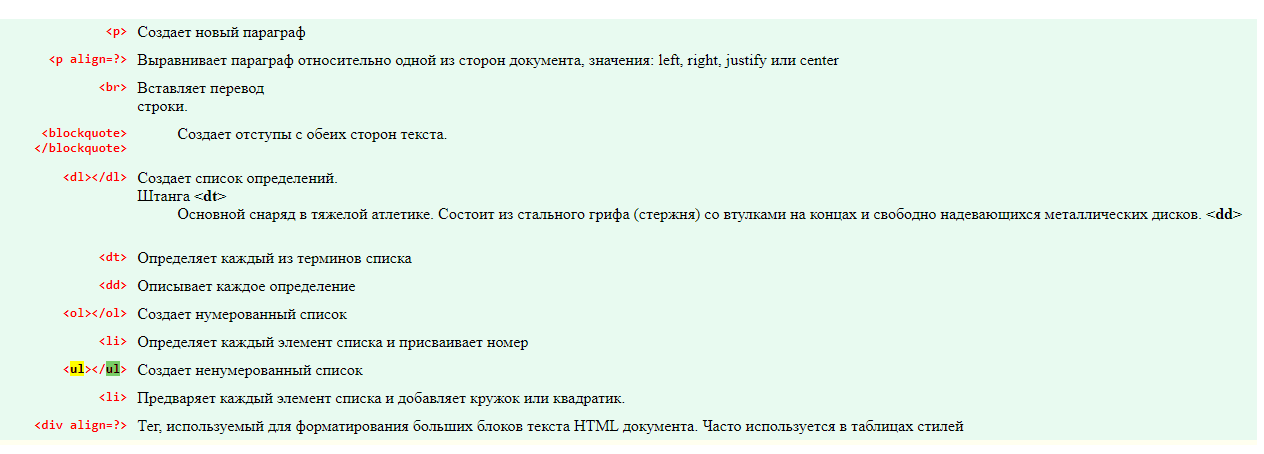 <p> Создает новый параграф
<p align=?> Выравнивает параграф относительно одной из сторон документа, значения: left, right, justify или center
<br> Вставляет перевод
строки.
<blockquote> Создает отступы с обеих сторон текста.
</blockquote>
<dl></dl> Создает список определений.
Штанга <dt>
Основной снаряд в тяжелой атлетике. Состоит из стального грифа (стержня) со втулками на концах и свободно надевающихся металлических дисков. <dd>
<dt> Определяет каждый из терминов списка
<dd> Описывает каждое определение
<ol></ol> Создает нумерованный список
<li> Определяет каждый элемент списка и присваивает номер
<ul></ul> Создает ненумерованный список
<li> Предваряет каждый элемент списка и добавляет кружок или квадратик.
<div align=?> Тег, используемый для форматирования больших блоков текста HTML документа. Часто используется в таблицах стилей